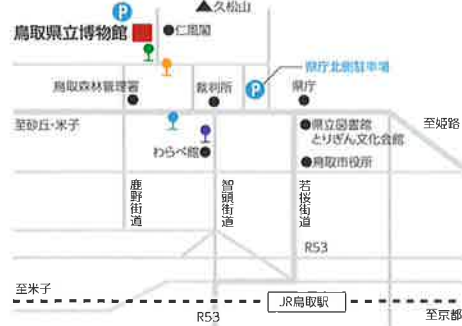 P
▲久松山
鳥取県立博物館
●仁風閣
県庁北側駐車場
鳥取森林管理署
裁判所
P
県庁
至砂丘・米子
●県立図書館
とりぎん文化会館
至姫路
わらべ館●
●鳥取市役所
鹿野街道
智頭街道
若桜街道
R53
至米子
JR鳥取駅
R53
至京都